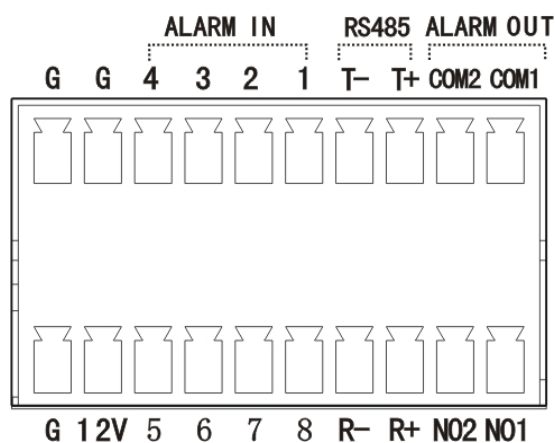 ALARM IN RS485 ALARM OUT
G G 4 3 2 1 T- T+ COM2 COM1
G 12V 5 6 7 8 R- R+ NO2 NO1